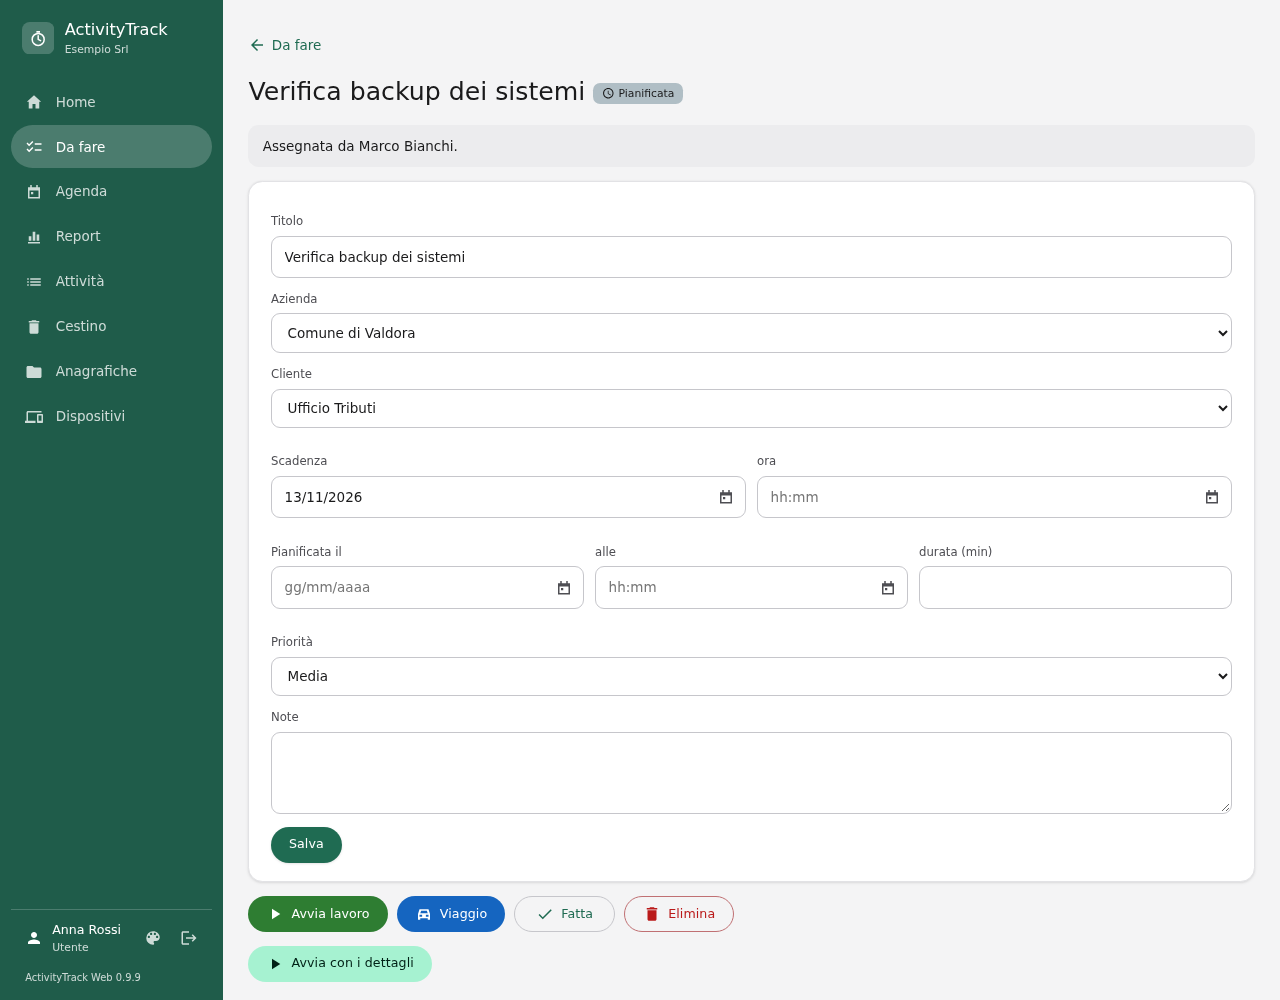 ActivityTrack
Esempio Srl
Home
Da fare
Agenda
Report
Attività
Cestino
Anagrafiche
Dispositivi
Anna Rossi
Utente
ActivityTrack Web 0.9.9
Da fare
Verifica backup dei sistemi Pianificata
Assegnata da Marco Bianchi.
Titolo
Verifica backup dei sistemi
Azienda
Comune di Valdora
Cliente
Ufficio Tributi
Scadenza ora
13/11/2026 hh:mm
Pianificata il alle durata (min)
gg/mm/aaaa hh:mm
Priorità
Media
Note
Salva
Avvia lavoro Viaggio Fatta Elimina
Avvia con i dettagli